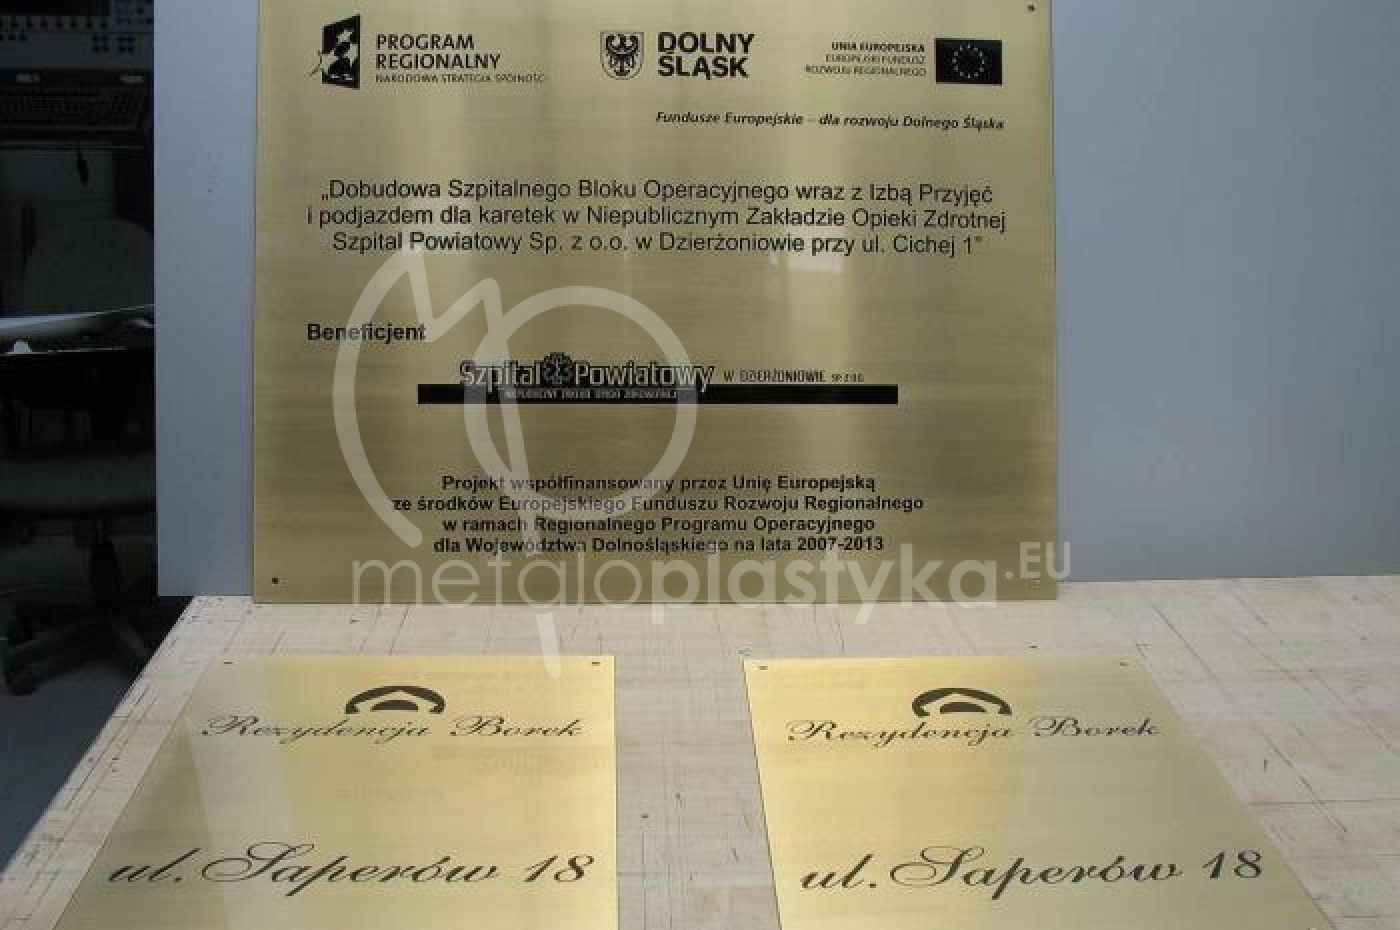 PROGRAM
REGIONALNY
NARODOWA STRATEGIA SPÓJNOŚCI
DOLNY
ŚLĄSK
UNIA EUROPEJSKA
EUROPEJSKI FUNDUSZ
ROZWOJU REGIONALNEGO
Fundusze Europejskie – dla rozwoju Dolnego Śląska
„Dobudowa Szpitalnego Bloku Operacyjnego wraz z Izbą Przyjęć
i podjazdem dla karetek w Niepublicznym Zakładzie Opieki Zdrotnej
Szpital Powiatowy Sp. z o.o. w Dzierżoniowie przy ul. Cichej 1”
Beneficjent
Szpital Powiatowy W DZIERŻONIOWIE SP. Z O.O.
Projekt współfinansowany przez Unię Europejską
ze środków Europejskiego Funduszu Rozwoju Regionalnego
w ramach Regionalnego Programu Operacyjnego
dla Województwa Dolnośląskiego na lata 2007-2013
metaloplastyka.EU
Rezydencja Borek
ul. Saperów 18
Rezydencja Borek
ul. Saperów 18